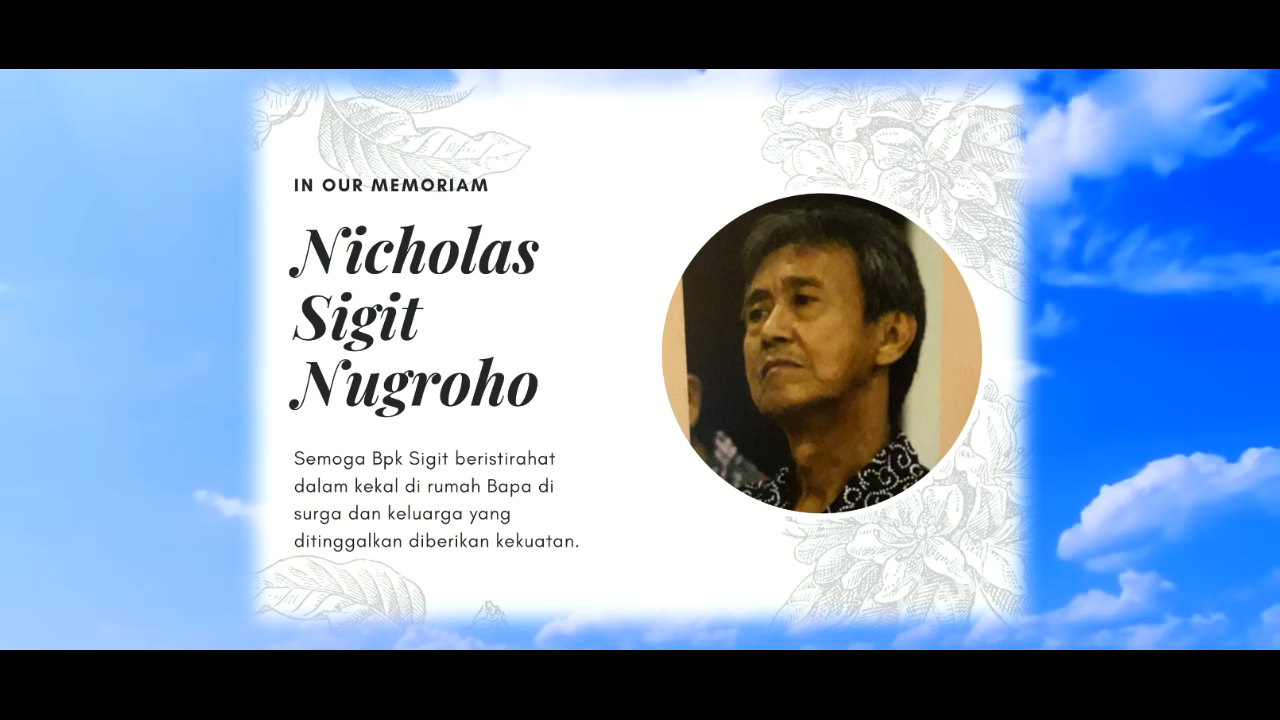 IN OUR MEMORIAM
Nicholas
Sigit
Nugroho
Semoga Bpk Sigit beristirahat
dalam kekal di rumah Bapa di
surga dan keluarga yang
ditinggalkan diberikan kekuatan.